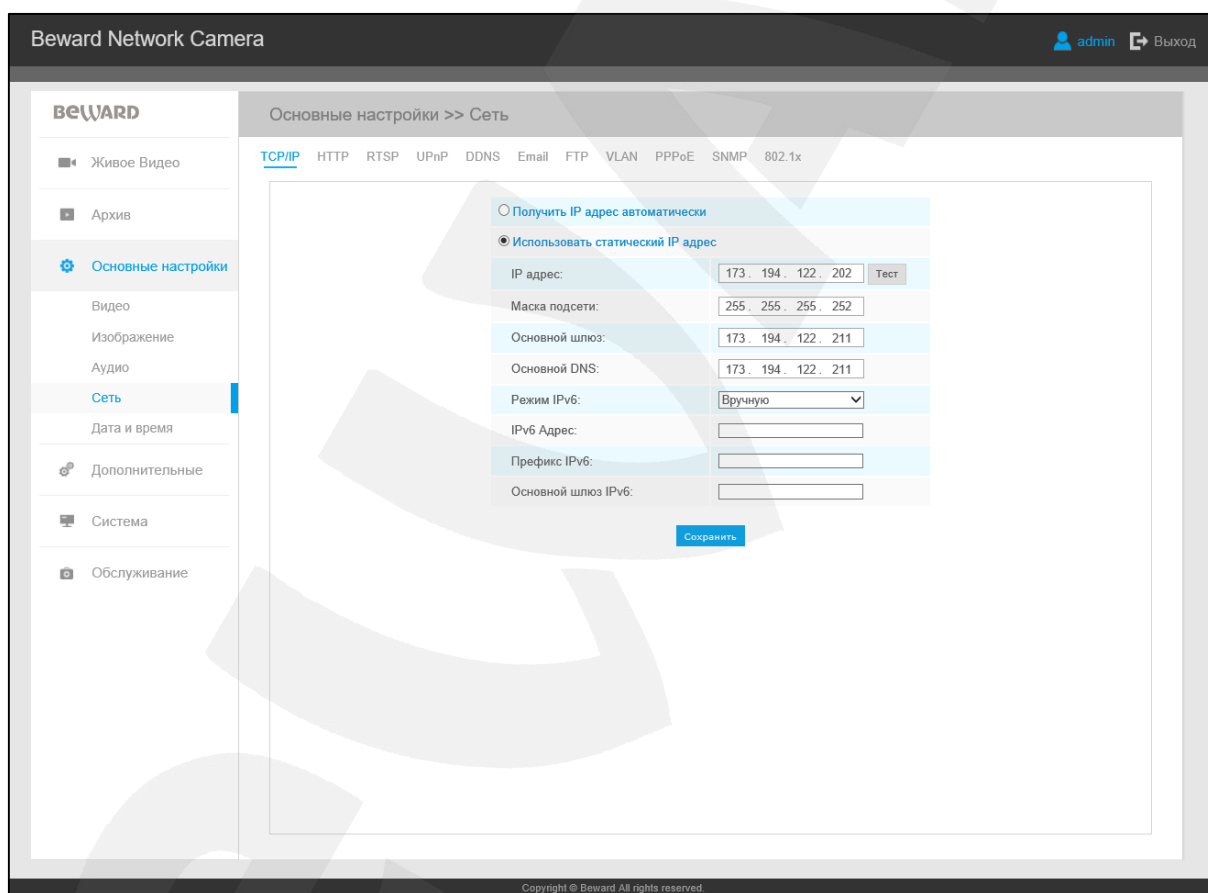 Beward Network Camera
admin Выход
BEWARD
Основные настройки >> Сеть
Живое Видео
Архив
Основные настройки
Видео
Изображение
Аудио
Сеть
Дата и время
Дополнительные
Система
Обслуживание
TCP/IP HTTP RTSP UPnP DDNS Email FTP VLAN PPPoE SNMP 802.1x
Получить IP адрес автоматически
Использовать статический IP адрес
IP адрес: 173. 194. 122. 202 Тест
Маска подсети: 255. 255. 255. 252
Основной шлюз: 173. 194. 122. 211
Основной DNS: 173. 194. 122. 211
Режим IPv6: Вручную
IPv6 Адрес:
Префикс IPv6:
Основной шлюз IPv6:
Сохранить
Copyright © Beward All rights reserved.